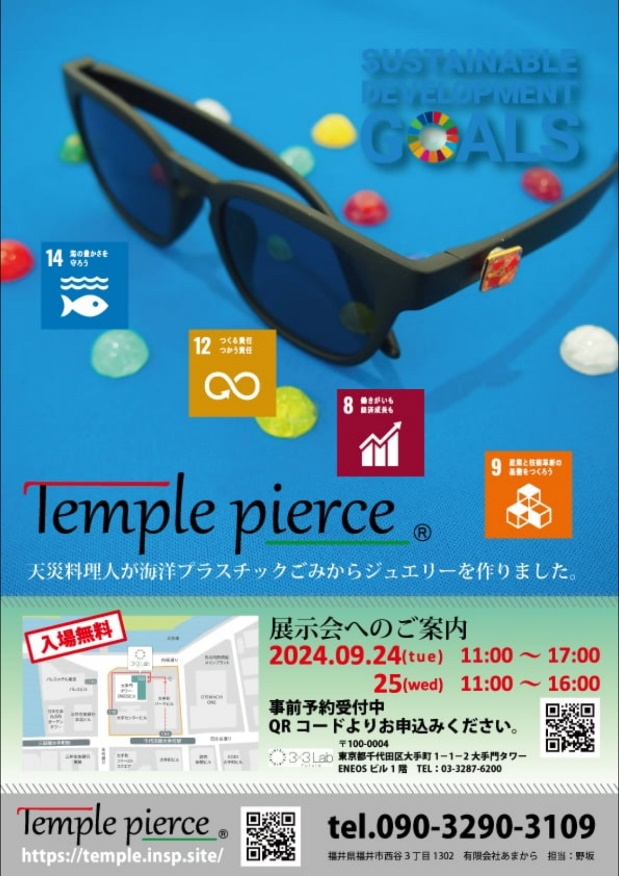 SUSTAINABLE
DEVELOPMENT
GOALS
14 海の豊かさを
守ろう
12 つくる責任
つかう責任
8 働きがいも
経済成長も
9 産業と技術革新の
基盤をつくろう
Temple pierce ®
天災料理人が海洋プラスチックごみからジュエリーを作りました。
入場無料
3×3Lab
展示会へのご案内
2024.09.24(tue) 11:00 ～ 17:00
25(wed) 11:00 ～ 16:00
事前予約受付中
QRコードよりお申込みください。
3×3Lab Future
〒100-0004
東京都千代田区大手町１－１－２大手門タワー
ENEOS ビル１階 TEL：03-3287-6200
Temple pierce ®
https://temple.insp.site/
tel.090-3290-3109
福井県福井市西谷３丁目1302 有限会社あまから 担当：野坂